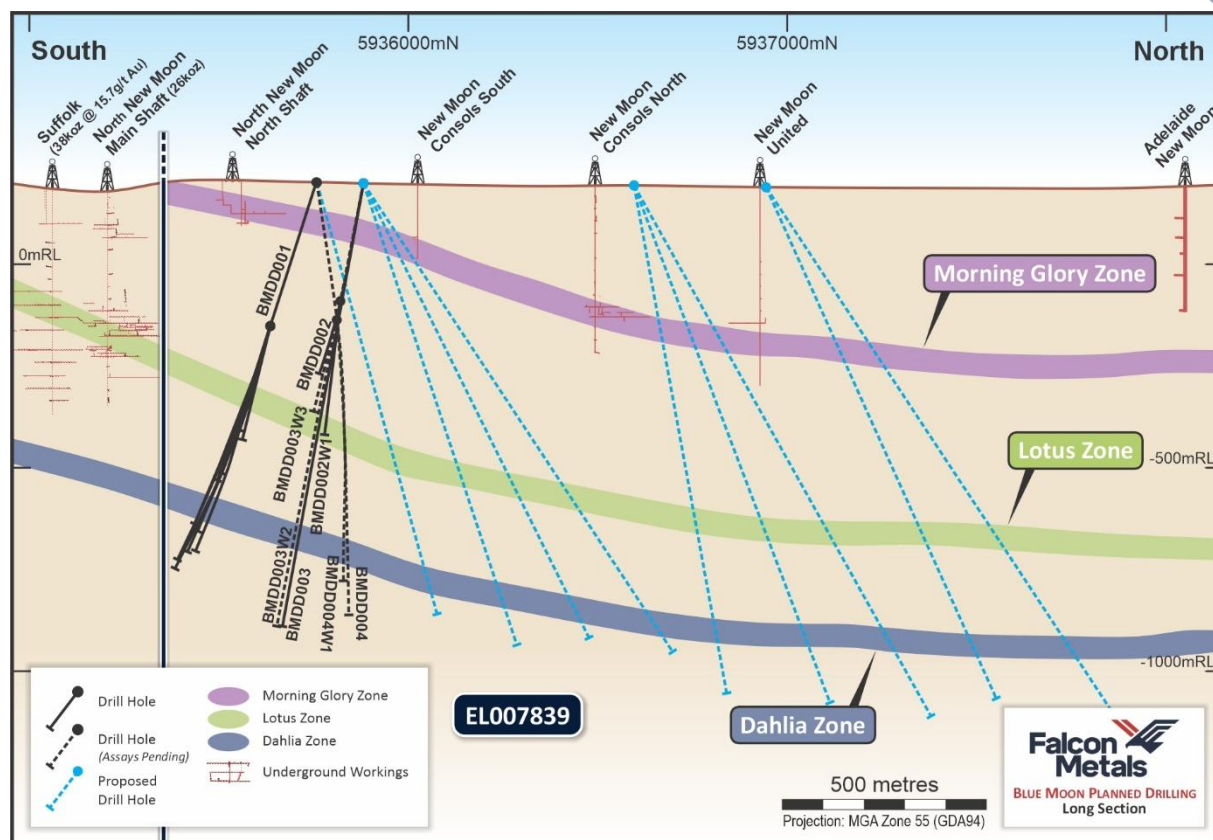 South
5936000mN
5937000mN
North
Suffolk
(38koz @ 15.7g/t Au)
North New Moon
Main Shaft (26koz)
North New Moon
North Shaft
New Moon
Consols South
New Moon
Consols North
New Moon
United
Adelaide
New Moon
0mRL
-500mRL
-1000mRL
BMDD001
BMDD002
BMDD003W3
BMDD002W1
BMDD003W2
BMDD003
BMDD004W1
BMDD004
Morning Glory Zone
Lotus Zone
Dahlia Zone
EL007839
Drill Hole
Drill Hole
(Assays Pending)
Proposed
Drill Hole
Morning Glory Zone
Lotus Zone
Dahlia Zone
Underground Workings
500 metres
Projection: MGA Zone 55 (GDA94)
Falcon
Metals
BLUE MOON PLANNED DRILLING
Long Section